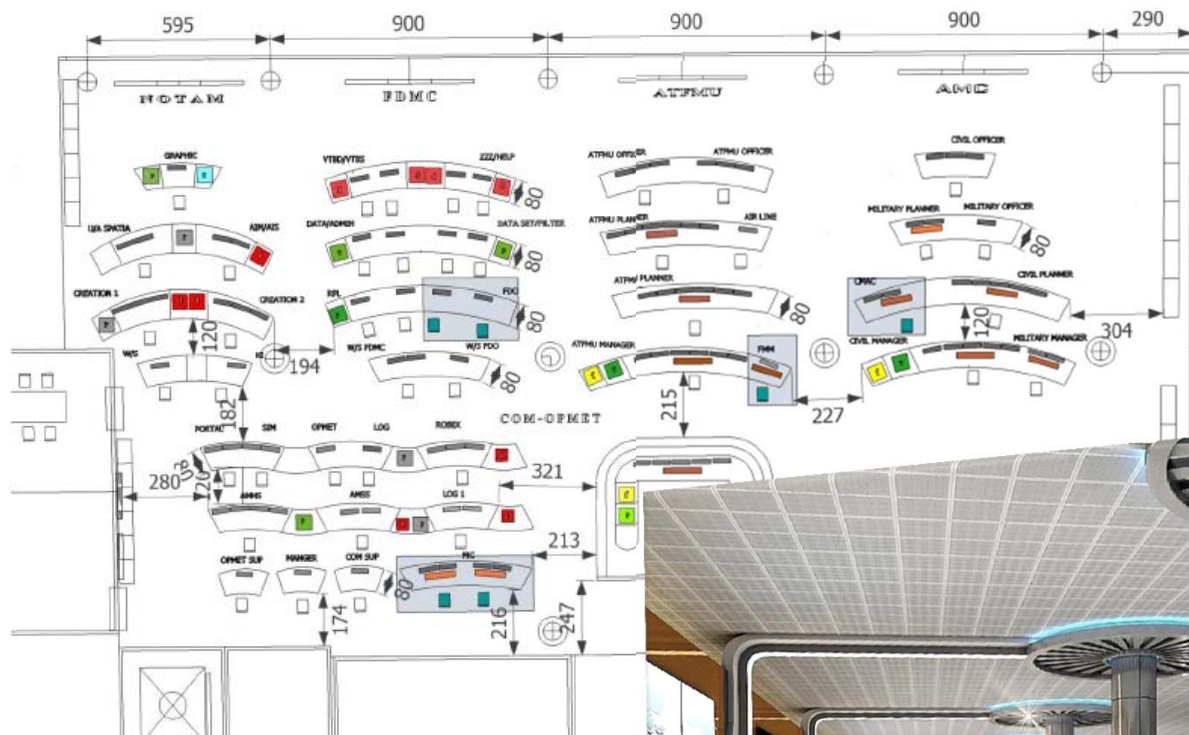 595 900 900 900 290
NOTAM FDMC ATFMU AMC
GRAPHIC
VTBD/VTBS ZZZ/HELP
ATFMU OFFICER ATFMU OFFICER
CIVIL OFFICER
80
U/A SPATIA AIM/AIS
DATA/ADMIN DATA SET/FILTER
ATFMU PLANNER AIR LINE
MILITARY PLANNER MILITARY OFFICER
80 80
CREATION 1 CREATION 2
RPL FDO
ATFMU PLANNER
CMAC CIVIL PLANNER
120 80 80 120 304
W/S
194
W/S FDMC W/S FDO
ATFMU MANAGER FMM
CIVIL MANAGER MILITARY MANAGER
80
182 215 227
COM-OPMET
PORTAL SIM OPMET LOG ROBEX
280 321
AMHS AMSS LOG 1
213
OPMET SUP MANGER COM SUP
80
174 216 247